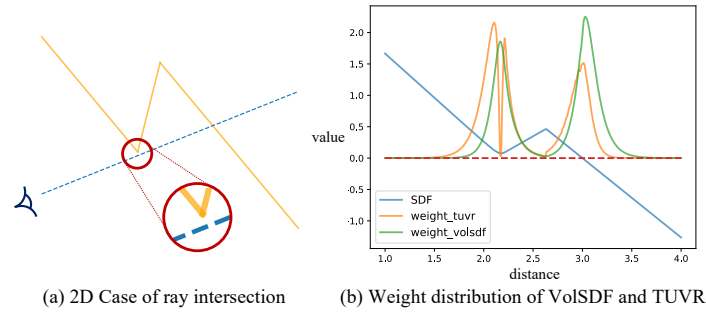 2.0
1.5
1.0
value
0.5
0.0
-0.5
-1.0
SDF
weight_tuvr
weight_volsdf
1.0 1.5 2.0 2.5 3.0 3.5 4.0
distance
(a) 2D Case of ray intersection
(b) Weight distribution of VolSDF and TUVR